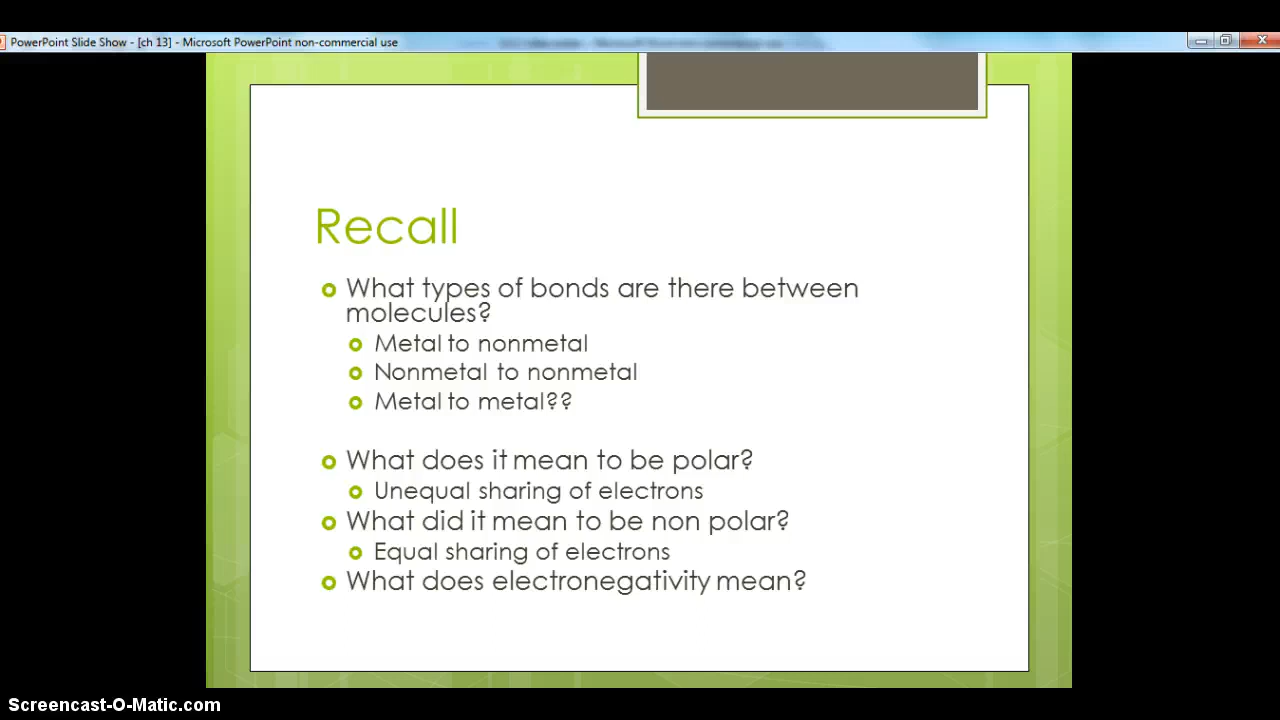 PowerPoint Slide Show - [ch 13] - Microsoft PowerPoint non-commercial use
Recall
What types of bonds are there between
molecules?
Metal to nonmetal
Nonmetal to nonmetal
Metal to metal??
What does it mean to be polar?
Unequal sharing of electrons
What did it mean to be non polar?
Equal sharing of electrons
What does electronegativity mean?
Screencast-O-Matic.com